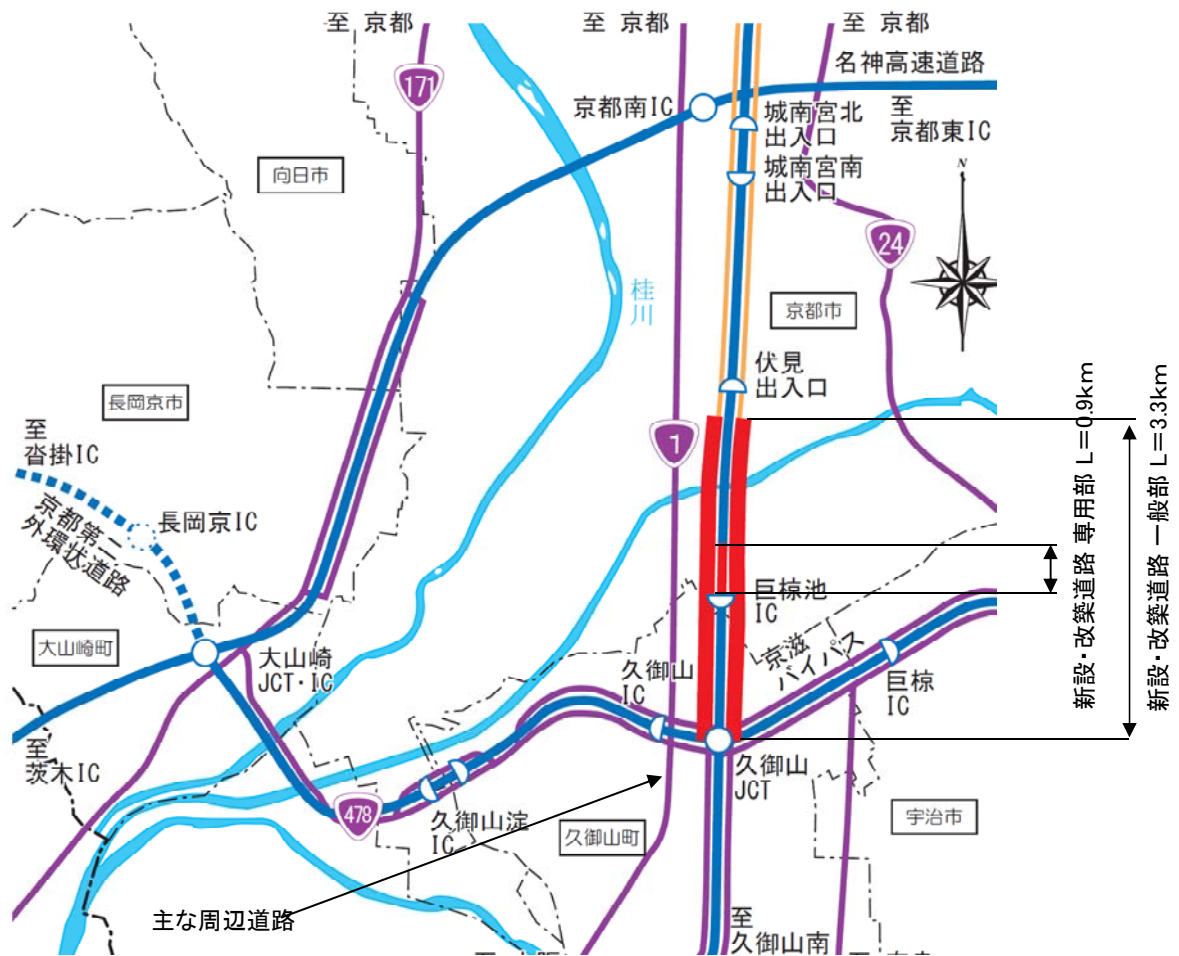 至 京都
至 京都
至 京都
171
名神高速道路
京都南IC
城南宮北
出入口
至
京都東IC
向日市
城南宮南
出入口
N
24
桂川
京都市
伏見
出入口
長岡京市
至
沓掛IC
1
長岡京IC
京都第二
外環状道路
新設・改築道路 専用部 L=0.9km
新設・改築道路 一般部 L=3.3km
巨椋池
IC
大山崎町
大山崎
JCT・IC
京滋
バイパス
久御山
IC
巨椋
IC
至
茨木IC
久御山
JCT
478
久御山淀
IC
久御山町
宇治市
主な周辺道路
至
久御山南